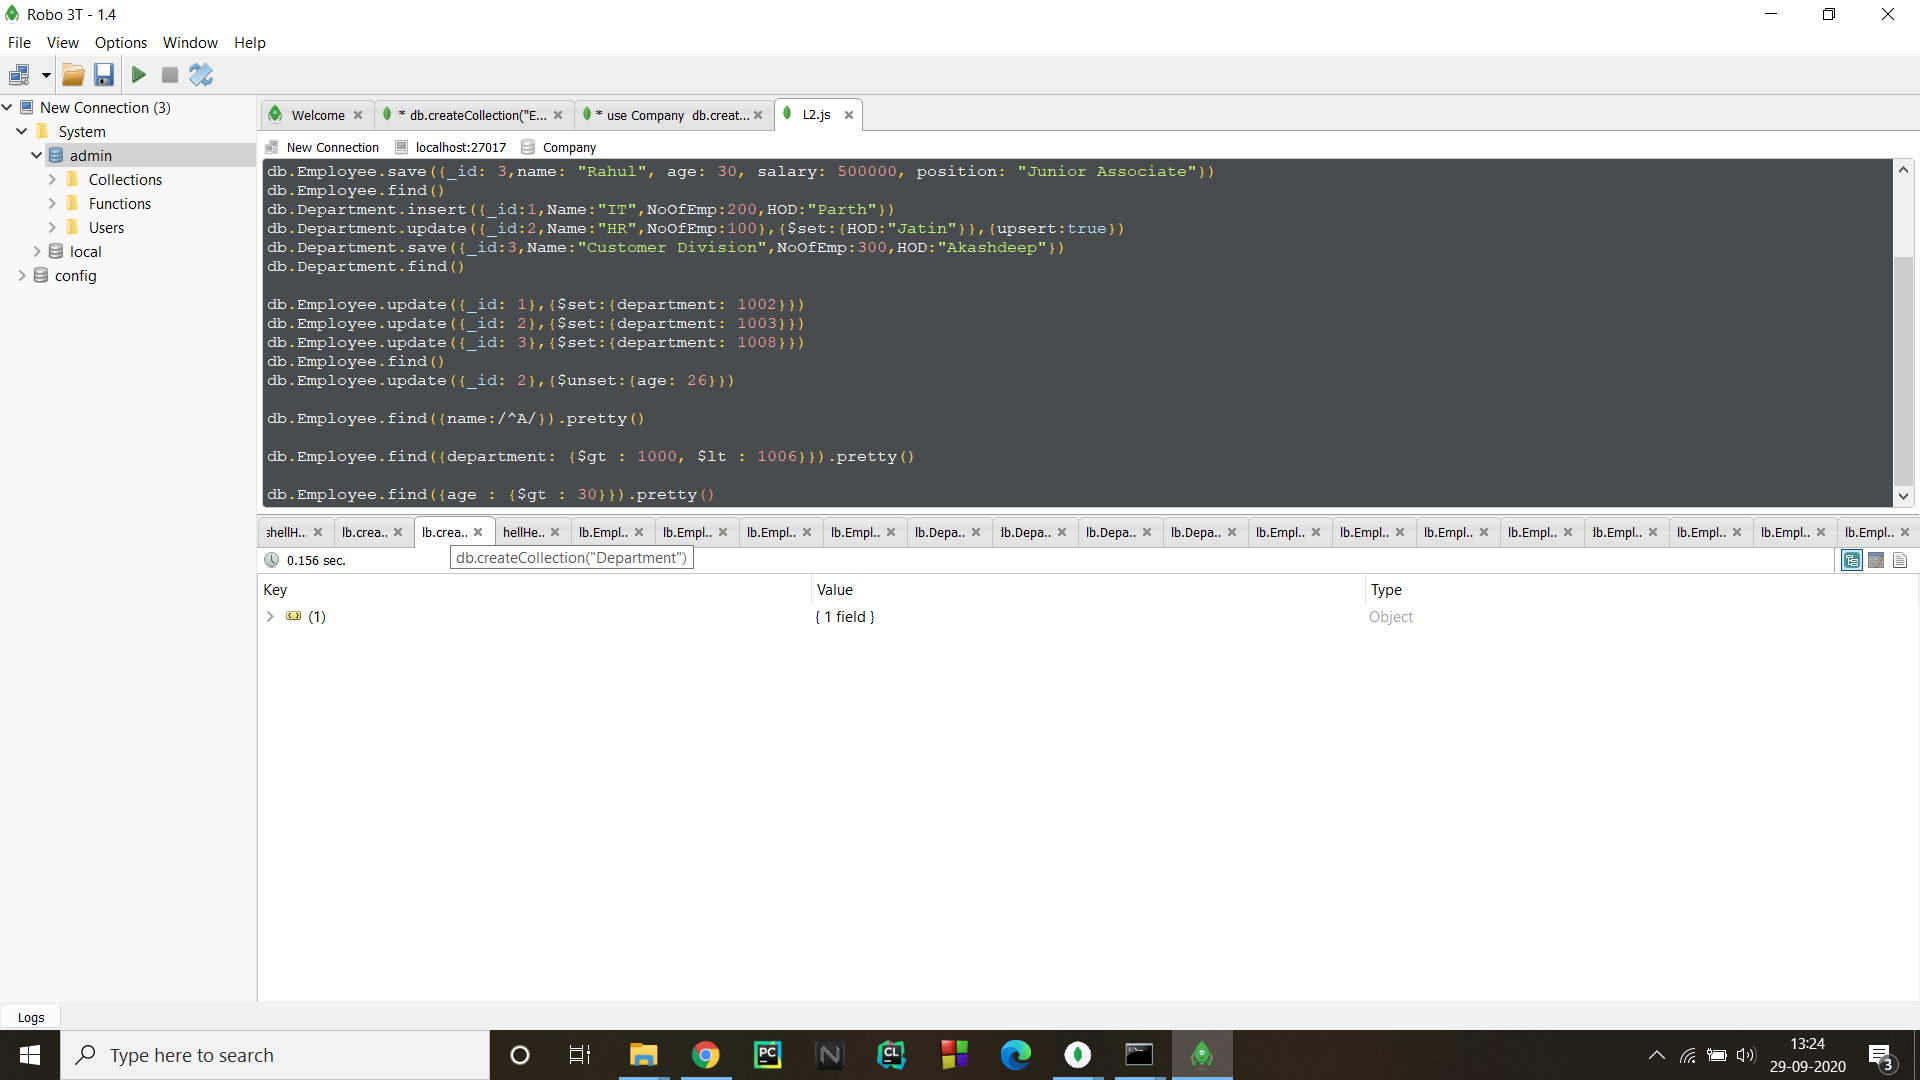 Robo 3T - 1.4
File View Options Window Help
New Connection (3)
System
admin
Collections
Functions
Users
local
config
Welcome
* db.createCollection("E...
* use Company db.creat...
L2.js
New Connection localhost:27017 Company
db.Employee.save({_id: 3,name: "Rahul", age: 30, salary: 500000, position: "Junior Associate"})
db.Employee.find()
db.Department.insert({_id:1,Name:"IT",NoOfEmp:200,HOD:"Parth"})
db.Department.update({_id:2,Name:"HR",NoOfEmp:100},{$set:{HOD:"Jatin"}},{upsert:true})
db.Department.save({_id:3,Name:"Customer Division",NoOfEmp:300,HOD:"Akashdeep"})
db.Department.find()
db.Employee.update({_id: 1},{$set:{department: 1002}})
db.Employee.update({_id: 2},{$set:{department: 1003}})
db.Employee.update({_id: 3},{$set:{department: 1008}})
db.Employee.find()
db.Employee.update({_id: 2},{$unset:{age: 26}})
db.Employee.find({name:/^A/}).pretty()
db.Employee.find({department: {$gt : 1000, $lt : 1006}}).pretty()
db.Employee.find({age : {$gt : 30}}).pretty()
shellH... lb.crea.. lb.crea.. hellHe.. lb.Empl.. lb.Empl.. lb.Empl.. lb.Empl.. lb.Depa.. lb.Depa.. lb.Depa.. lb.Depa.. lb.Empl.. lb.Empl.. lb.Empl.. lb.Empl.. lb.Empl.. lb.Empl.. lb.Empl.. lb.Empl..
0.156 sec.
db.createCollection("Department")
Key Value Type
(1) { 1 field } Object
Logs
Type here to search
PC
N
CL
13:24
29-09-2020
3